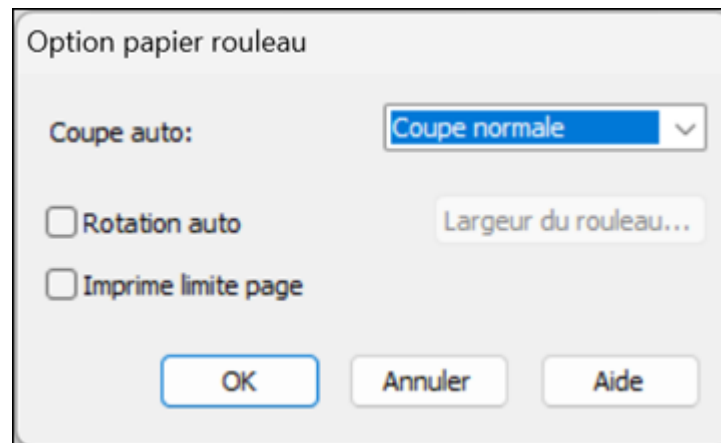 Option papier rouleau
Coupe auto: Coupe normale
Rotation auto Largeur du rouleau...
Imprime limite page
OK Annuler Aide